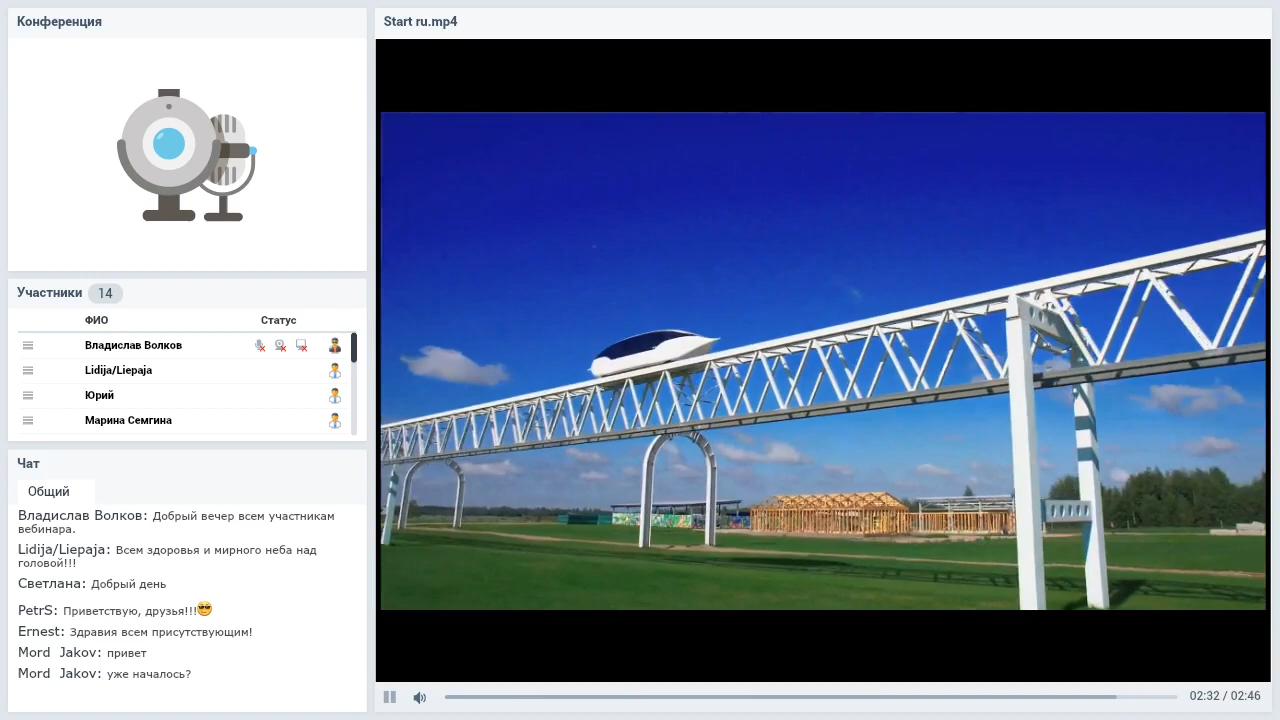 Конференция
Start ru.mp4
Участники 14
ФИО Статус
Владислав Волков
Lidija/Liepaja
Юрий
Марина Семгина
Чат
Общий
Владислав Волков: Добрый вечер всем участникам
вебинара.
Lidija/Liepaja: Всем здоровья и мирного неба над
головой!!!
Светлана: Добрый день
PetrS: Приветствую, друзья!!!
Ernest: Здравия всем присутствующим!
Mord Jakov: привет
Mord Jakov: уже началось?
02:32 / 02:46